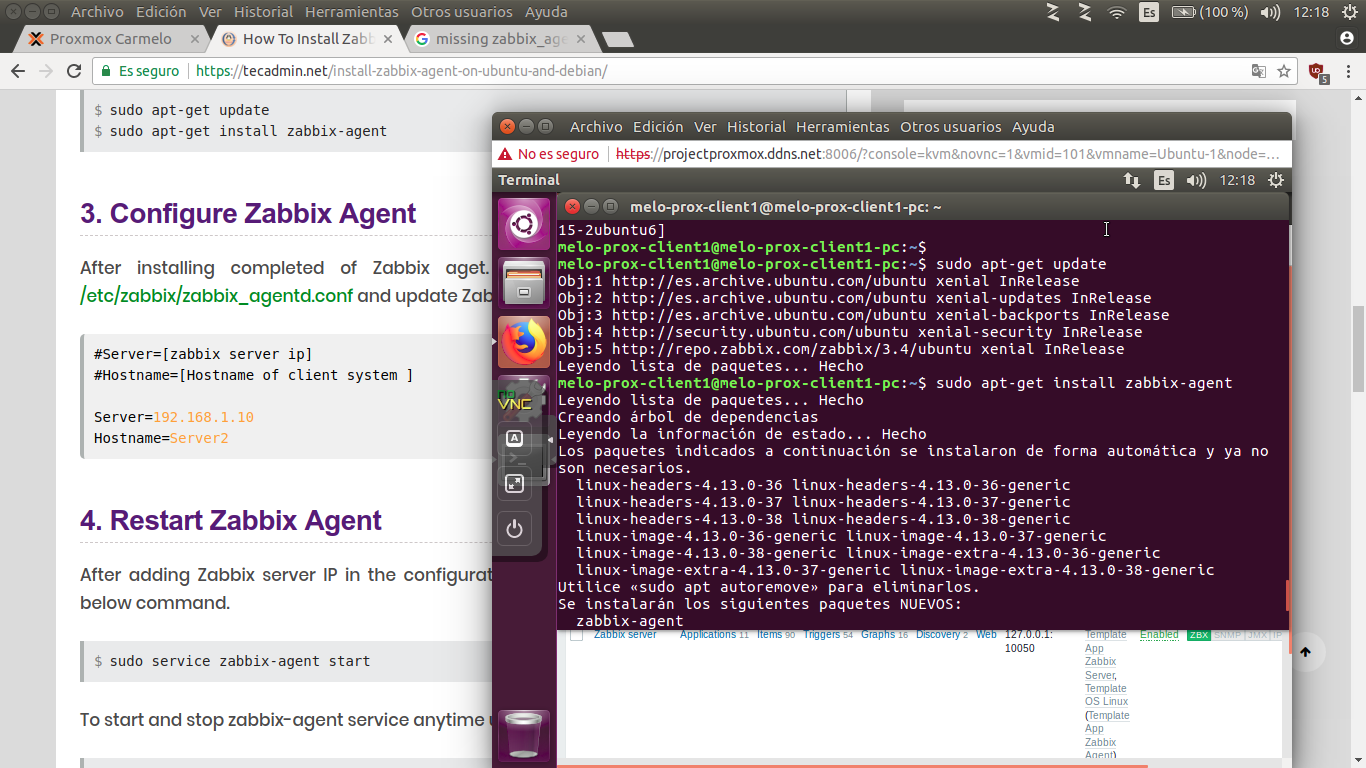 Archivo Edición Ver Historial Herramientas Otros usuarios Ayuda
Es (100 %) 12:18
Proxmox Carmelo
How To Install Zabb
missing zabbix_age
Es seguro https://tecadmin.net/install-zabbix-agent-on-ubuntu-and-debian/
5
$ sudo apt-get update
$ sudo apt-get install zabbix-agent
3. Configure Zabbix Agent
After installing completed of Zabbix aget.
/etc/zabbix/zabbix_agentd.conf and update Zab
#Server=[zabbix server ip]
#Hostname=[Hostname of client system ]
Server=192.168.1.10
Hostname=Server2
4. Restart Zabbix Agent
After adding Zabbix server IP in the configurat
below command.
$ sudo service zabbix-agent start
To start and stop zabbix-agent service anytime u
Archivo Edición Ver Historial Herramientas Otros usuarios Ayuda
No es seguro https://projectproxmox.ddns.net:8006/?console=kvm&novnc=1&vmid=101&vmname=Ubuntu-1&node=...
Terminal Es 12:18
melo-prox-client1@melo-prox-client1-pc: ~
15-2ubuntu6]
melo-prox-client1@melo-prox-client1-pc:~$
melo-prox-client1@melo-prox-client1-pc:~$ sudo apt-get update
Obj:1 http://es.archive.ubuntu.com/ubuntu xenial InRelease
Obj:2 http://es.archive.ubuntu.com/ubuntu xenial-updates InRelease
Obj:3 http://es.archive.ubuntu.com/ubuntu xenial-backports InRelease
Obj:4 http://security.ubuntu.com/ubuntu xenial-security InRelease
Obj:5 http://repo.zabbix.com/zabbix/3.4/ubuntu xenial InRelease
Leyendo lista de paquetes... Hecho
melo-prox-client1@melo-prox-client1-pc:~$ sudo apt-get install zabbix-agent
Leyendo lista de paquetes... Hecho
Creando árbol de dependencias
Leyendo la información de estado... Hecho
Los paquetes indicados a continuación se instalaron de forma automática y ya no
son necesarios.
linux-headers-4.13.0-36 linux-headers-4.13.0-36-generic
linux-headers-4.13.0-37 linux-headers-4.13.0-37-generic
linux-headers-4.13.0-38 linux-headers-4.13.0-38-generic
linux-image-4.13.0-36-generic linux-image-4.13.0-37-generic
linux-image-4.13.0-38-generic linux-image-extra-4.13.0-36-generic
linux-image-extra-4.13.0-37-generic linux-image-extra-4.13.0-38-generic
Utilice «sudo apt autoremove» para eliminarlos.
Se instalarán los siguientes paquetes NUEVOS:
zabbix-agent
no
VNC
A
Zabbix server Applications 11 Items 90 Triggers 54 Graphs 16 Discovery 2 Web 127.0.0.1: Template Enabled ZBX SNMP JMX IP
10050 App
Zabbix
Server,
Template
OS Linux
(Template
App
Zabbix
Agent)